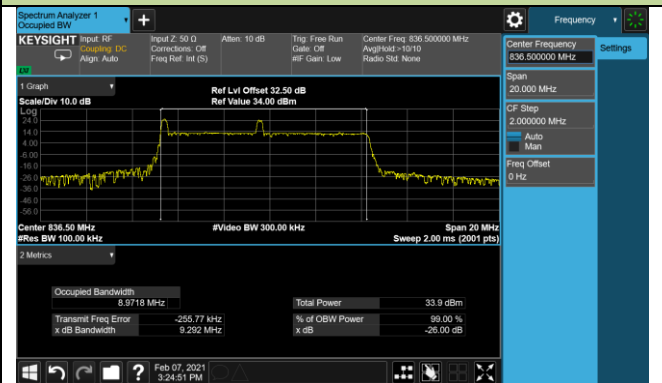 Spectrum Analyzer 1
Occupied BW
Frequency
KEYSIGHT
Input: RF
Coupling: DC
Align: Auto
Input Z: 50 Ω
Corrections: Off
Freq Ref: Int (S)
Atten: 10 dB
Trig: Free Run
Gate: Off
#IF Gain: Low
Center Freq: 836.500000 MHz
Avg|Hold:>10/10
Radio Std: None
Center Frequency
836.500000 MHz
Settings
Span
20.000 MHz
CF Step
2.000000 MHz
Auto
Man
Freq Offset
0 Hz
1 Graph
Scale/Div 10.0 dB
Ref Lvl Offset 32.50 dB
Ref Value 34.00 dBm
Log
24.0
14.0
4.00
-6.00
-16.0
-26.0
-36.0
-46.0
-56.0
Center 836.50 MHz
#Res BW 100.00 kHz
#Video BW 300.00 kHz
Span 20 MHz
Sweep 2.00 ms (2001 pts)
2 Metrics
Occupied Bandwidth
8.9718 MHz
Total Power 33.9 dBm
Transmit Freq Error -255.77 kHz
% of OBW Power 99.00 %
x dB Bandwidth 9.292 MHz
x dB -26.00 dB
?
Feb 07, 2021
3:24:51 PM